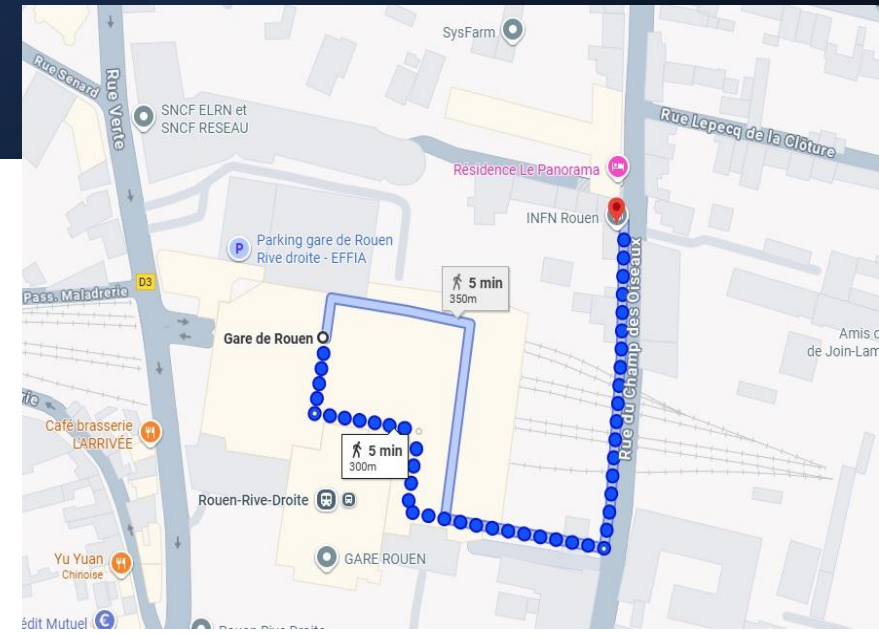 SysFarm
Rue Senard
Rue Verte
SNCF ELRN et
SNCF RESEAU
Rue Lepecq de la Clôture
Résidence Le Panorama
INFN Rouen
P
Parking gare de Rouen
Rive droite - EFFIA
D3
Pass. Maladrerie
5 min
350m
Gare de Rouen
Rue du Champ des Oiseaux
Amis d
de Join-Lam
rie
Café brasserie
LARRIVÉE
5 min
300m
Rouen-Rive-Droite
GARE ROUEN
Yu Yuan
Chinoise
édit Mutuel